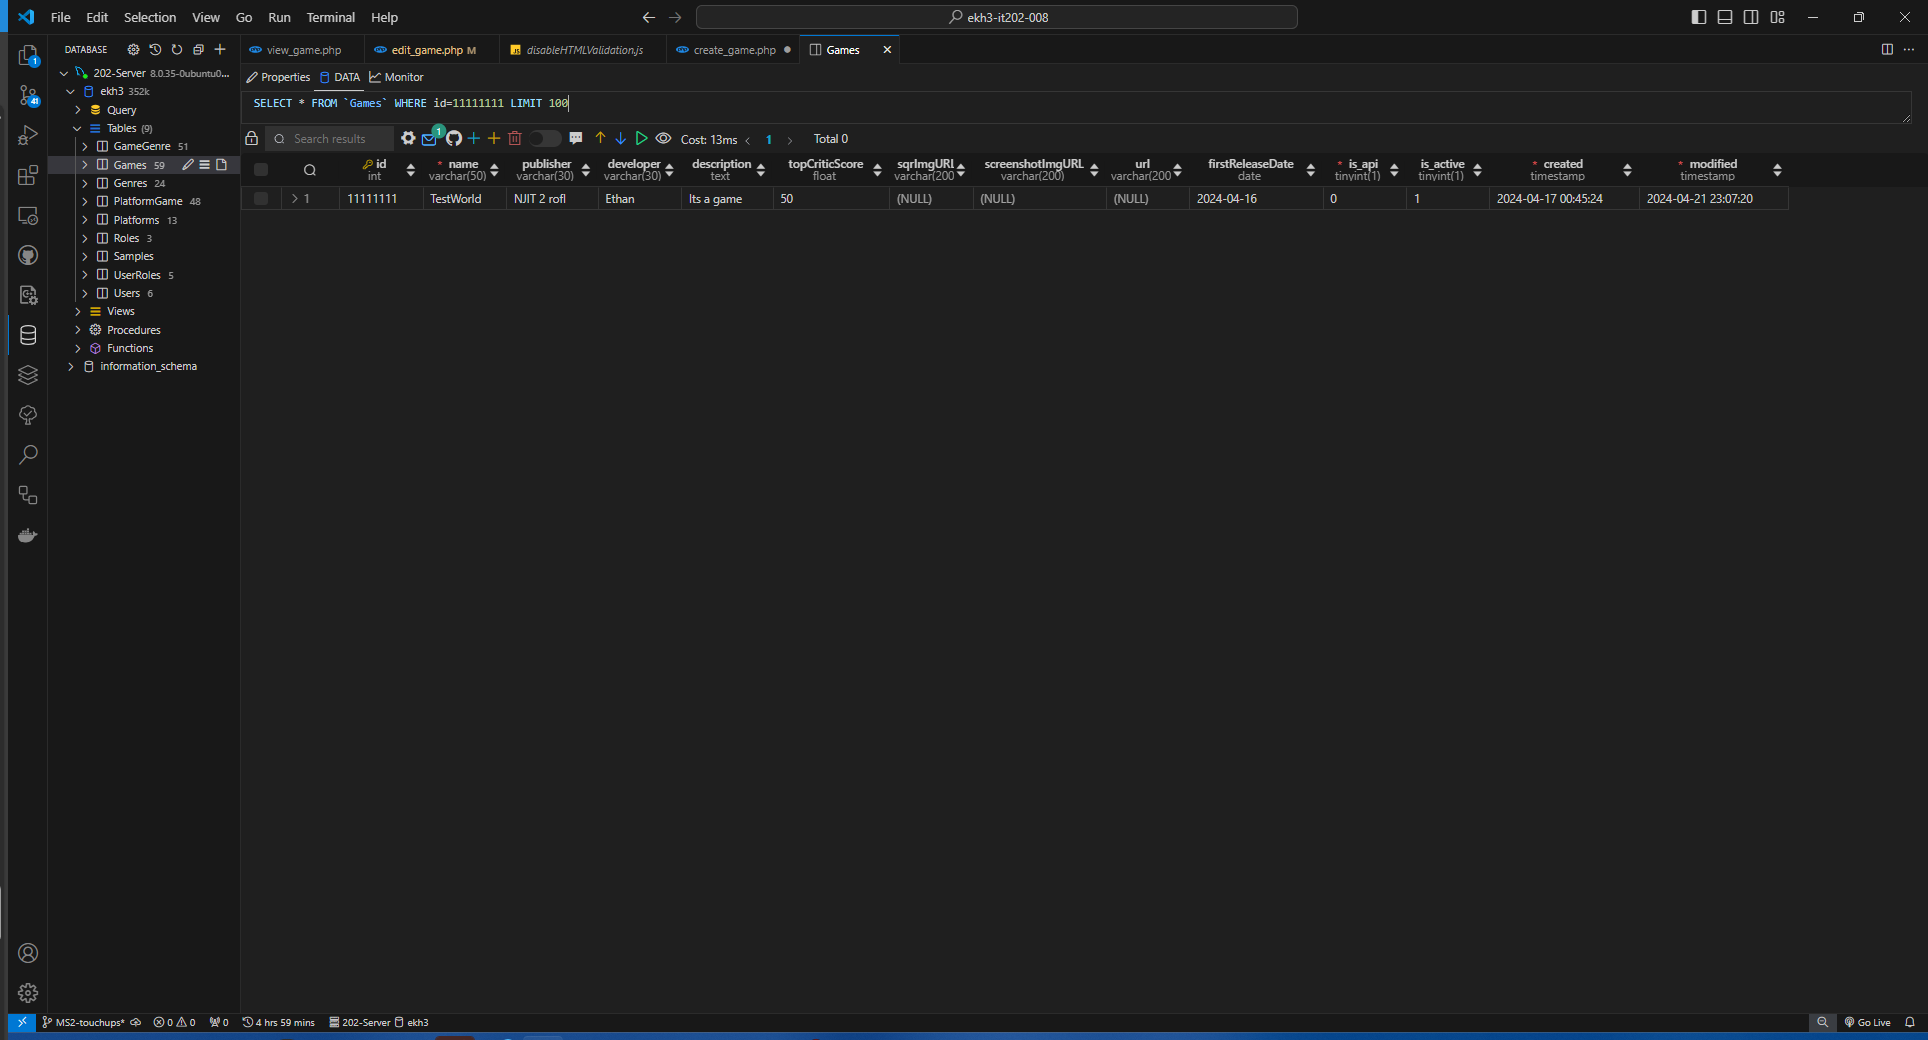 File Edit Selection View Go Run Terminal Help
ekh3-it202-008
DATABASE
view_game.php
edit_game.php M
JS disableHTMLValidation.js
create_game.php
Games
Properties DATA Monitor
SELECT * FROM `Games` WHERE id=11111111 LIMIT 100
Search results
1
Cost: 13ms
1
Total 0
id name publisher developer description topCriticScore sqrImgURL screenshotImgURL url firstReleaseDate * is_api is_active * created * modified
int varchar(50) varchar(30) varchar(30) text float varchar(200 varchar(200) varchar(200 date tinyint(1) tinyint(1) timestamp timestamp
1 11111111 TestWorld NJIT 2 rofl Ethan Its a game 50 (NULL) (NULL) (NULL) 2024-04-16 0 1 2024-04-17 00:45:24 2024-04-21 23:07:20
202-Server 8.0.35-0ubuntu0...
ekh3 352k
Query
Tables (9)
GameGenre 51
Games 59
Genres 24
PlatformGame 48
Platforms 13
Roles 3
Samples
UserRoles 5
Users 6
Views
Procedures
Functions
information_schema
1
41
MS2-touchups* 0 0 0 4 hrs 59 mins 202-Server ekh3
Go Live